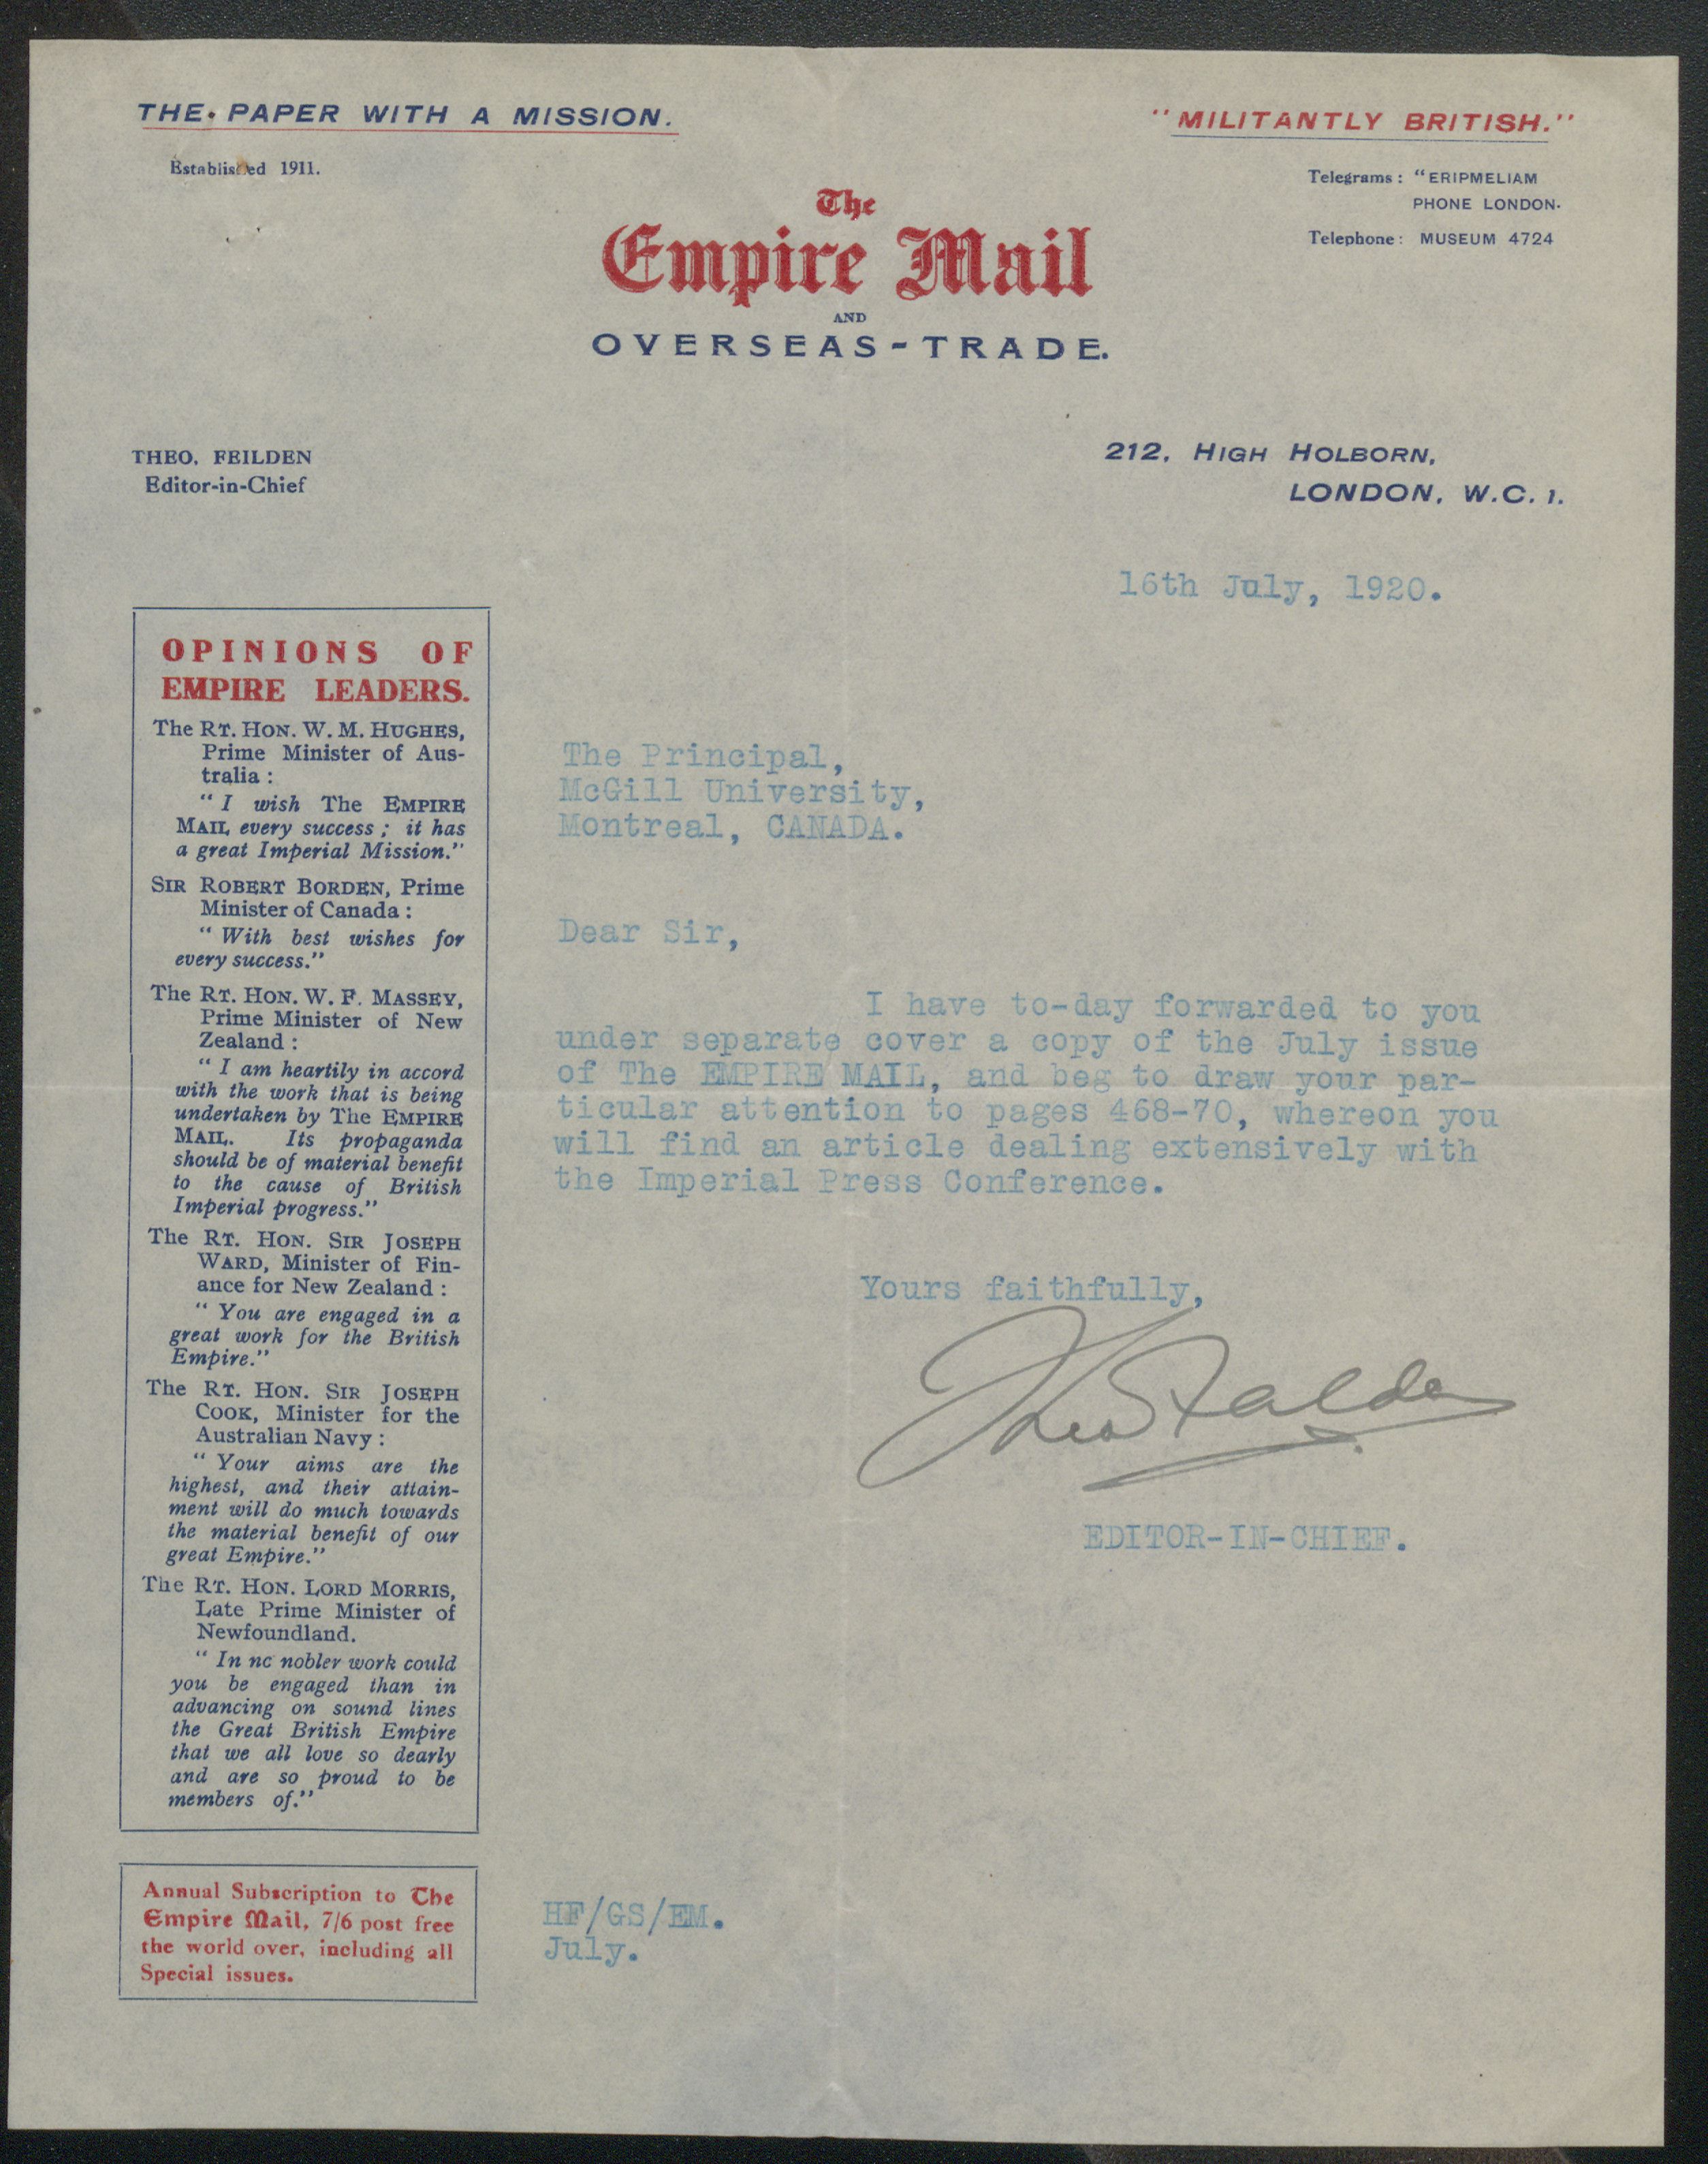 THE PAPER WITH A MISSION.
"MILITANTLY BRITISH."
Established 1911.
Telegrams: "ERIPMELIAM
PHONE LONDON.
Telephone: MUSEUM 4724
The
Empire Mail
AND
OVERSEAS-TRADE.
THEO. FEILDEN
Editor-in-Chief
212, HIGH HOLBORN,
LONDON, W.C. 1.
16th July, 1920.
OPINIONS OF
EMPIRE LEADERS.
The RT. HON. W. M. HUGHES,
Prime Minister of Aus-
tralia :
"I wish The EMPIRE
MAIL every success ; it has
a great Imperial Mission."
SIR ROBERT BORDEN, Prime
Minister of Canada :
"With best wishes for
every success."
The RT. HON. W. F. MASSEY,
Prime Minister of New
Zealand :
"I am heartily in accord
with the work that is being
undertaken by The EMPIRE
MAIL. Its propaganda
should be of material benefit
to the cause of British
Imperial progress."
The RT. HON. SIR JOSEPH
WARD, Minister of Fin-
ance for New Zealand :
"You are engaged in a
great work for the British
Empire."
The RT. HON. SIR JOSEPH
COOK, Minister for the
Australian Navy :
"Your aims are the
highest, and their attain-
ment will do much towards
the material benefit of our
great Empire."
The RT. HON. LORD MORRIS,
Late Prime Minister of
Newfoundland.
"In no nobler work could
you be engaged than in
advancing on sound lines
the Great British Empire
that we all love so dearly
and are so proud to be
members of."
Annual Subscription to The
Empire Mail, 7/6 post free
the world over, including all
Special issues.
The Principal,
McGill University,
Montreal, CANADA.
Dear Sir,
I have to-day forwarded to you
under separate cover a copy of the July issue
of The EMPIRE MAIL, and beg to draw your par-
ticular attention to pages 468-70, whereon you
will find an article dealing extensively with
the Imperial Press Conference.
Yours faithfully,
Theo Feilden
EDITOR-IN-CHIEF.
HF/GS/EM.
July.